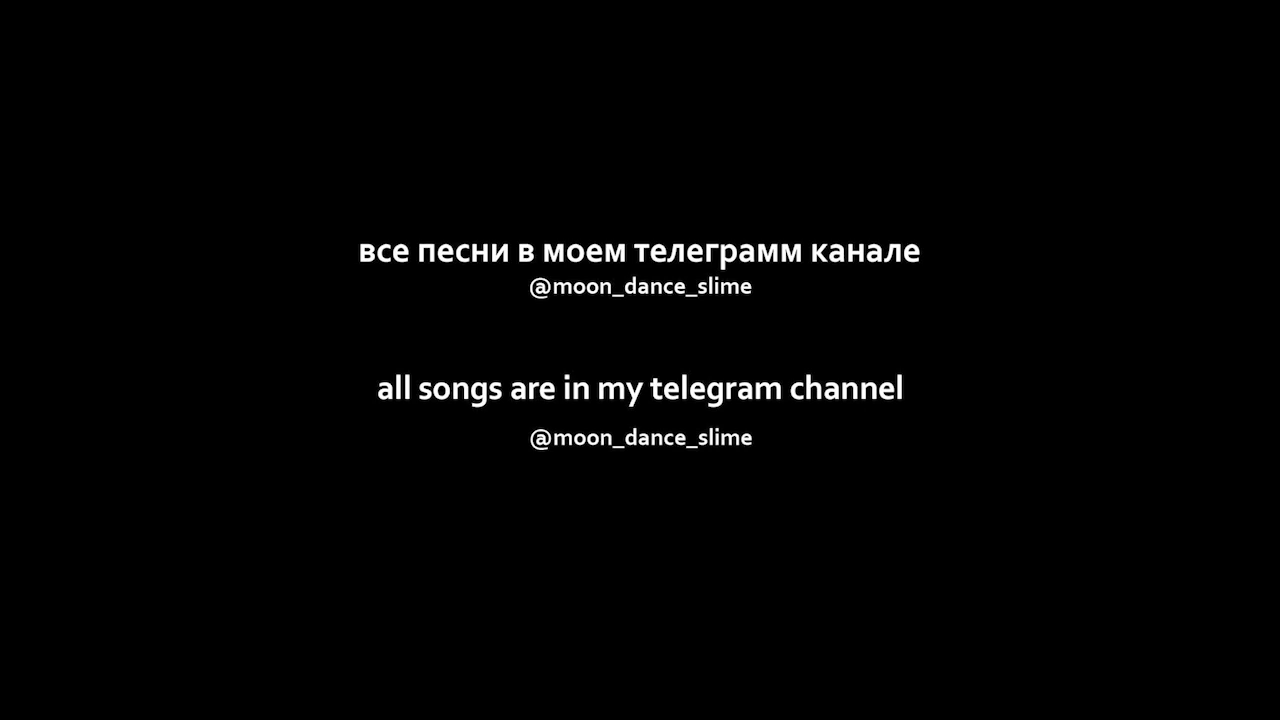 все песни в моем телеграмм канале
@moon_dance_slime
all songs are in my telegram channel
@moon_dance_slime